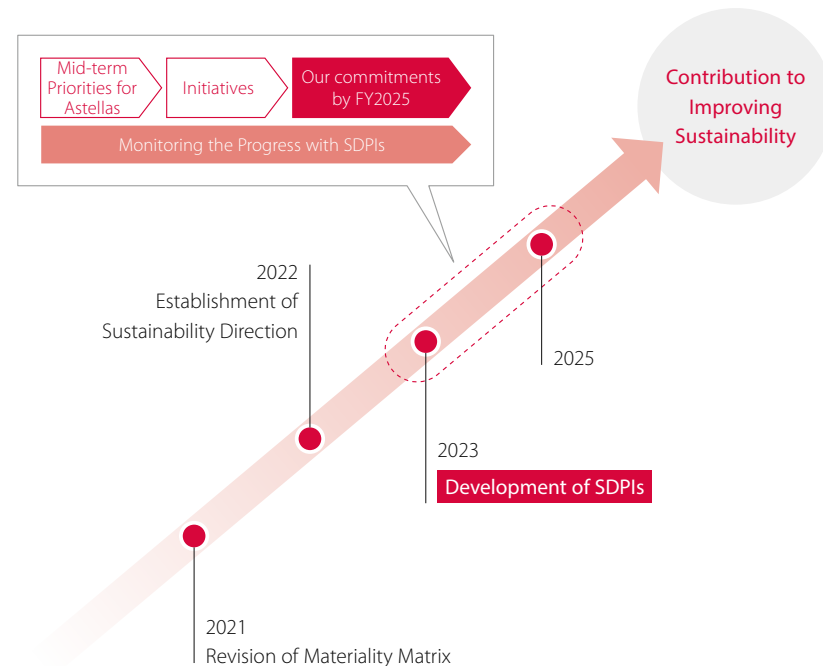 Mid-term
Priorities for
Astellas
Initiatives
Our commitments
by FY2025
Monitoring the Progress with SDPIs
Contribution to
Improving
Sustainability
2022
Establishment of
Sustainability Direction
2025
2023
Development of SDPIs
2021
Revision of Materiality Matrix